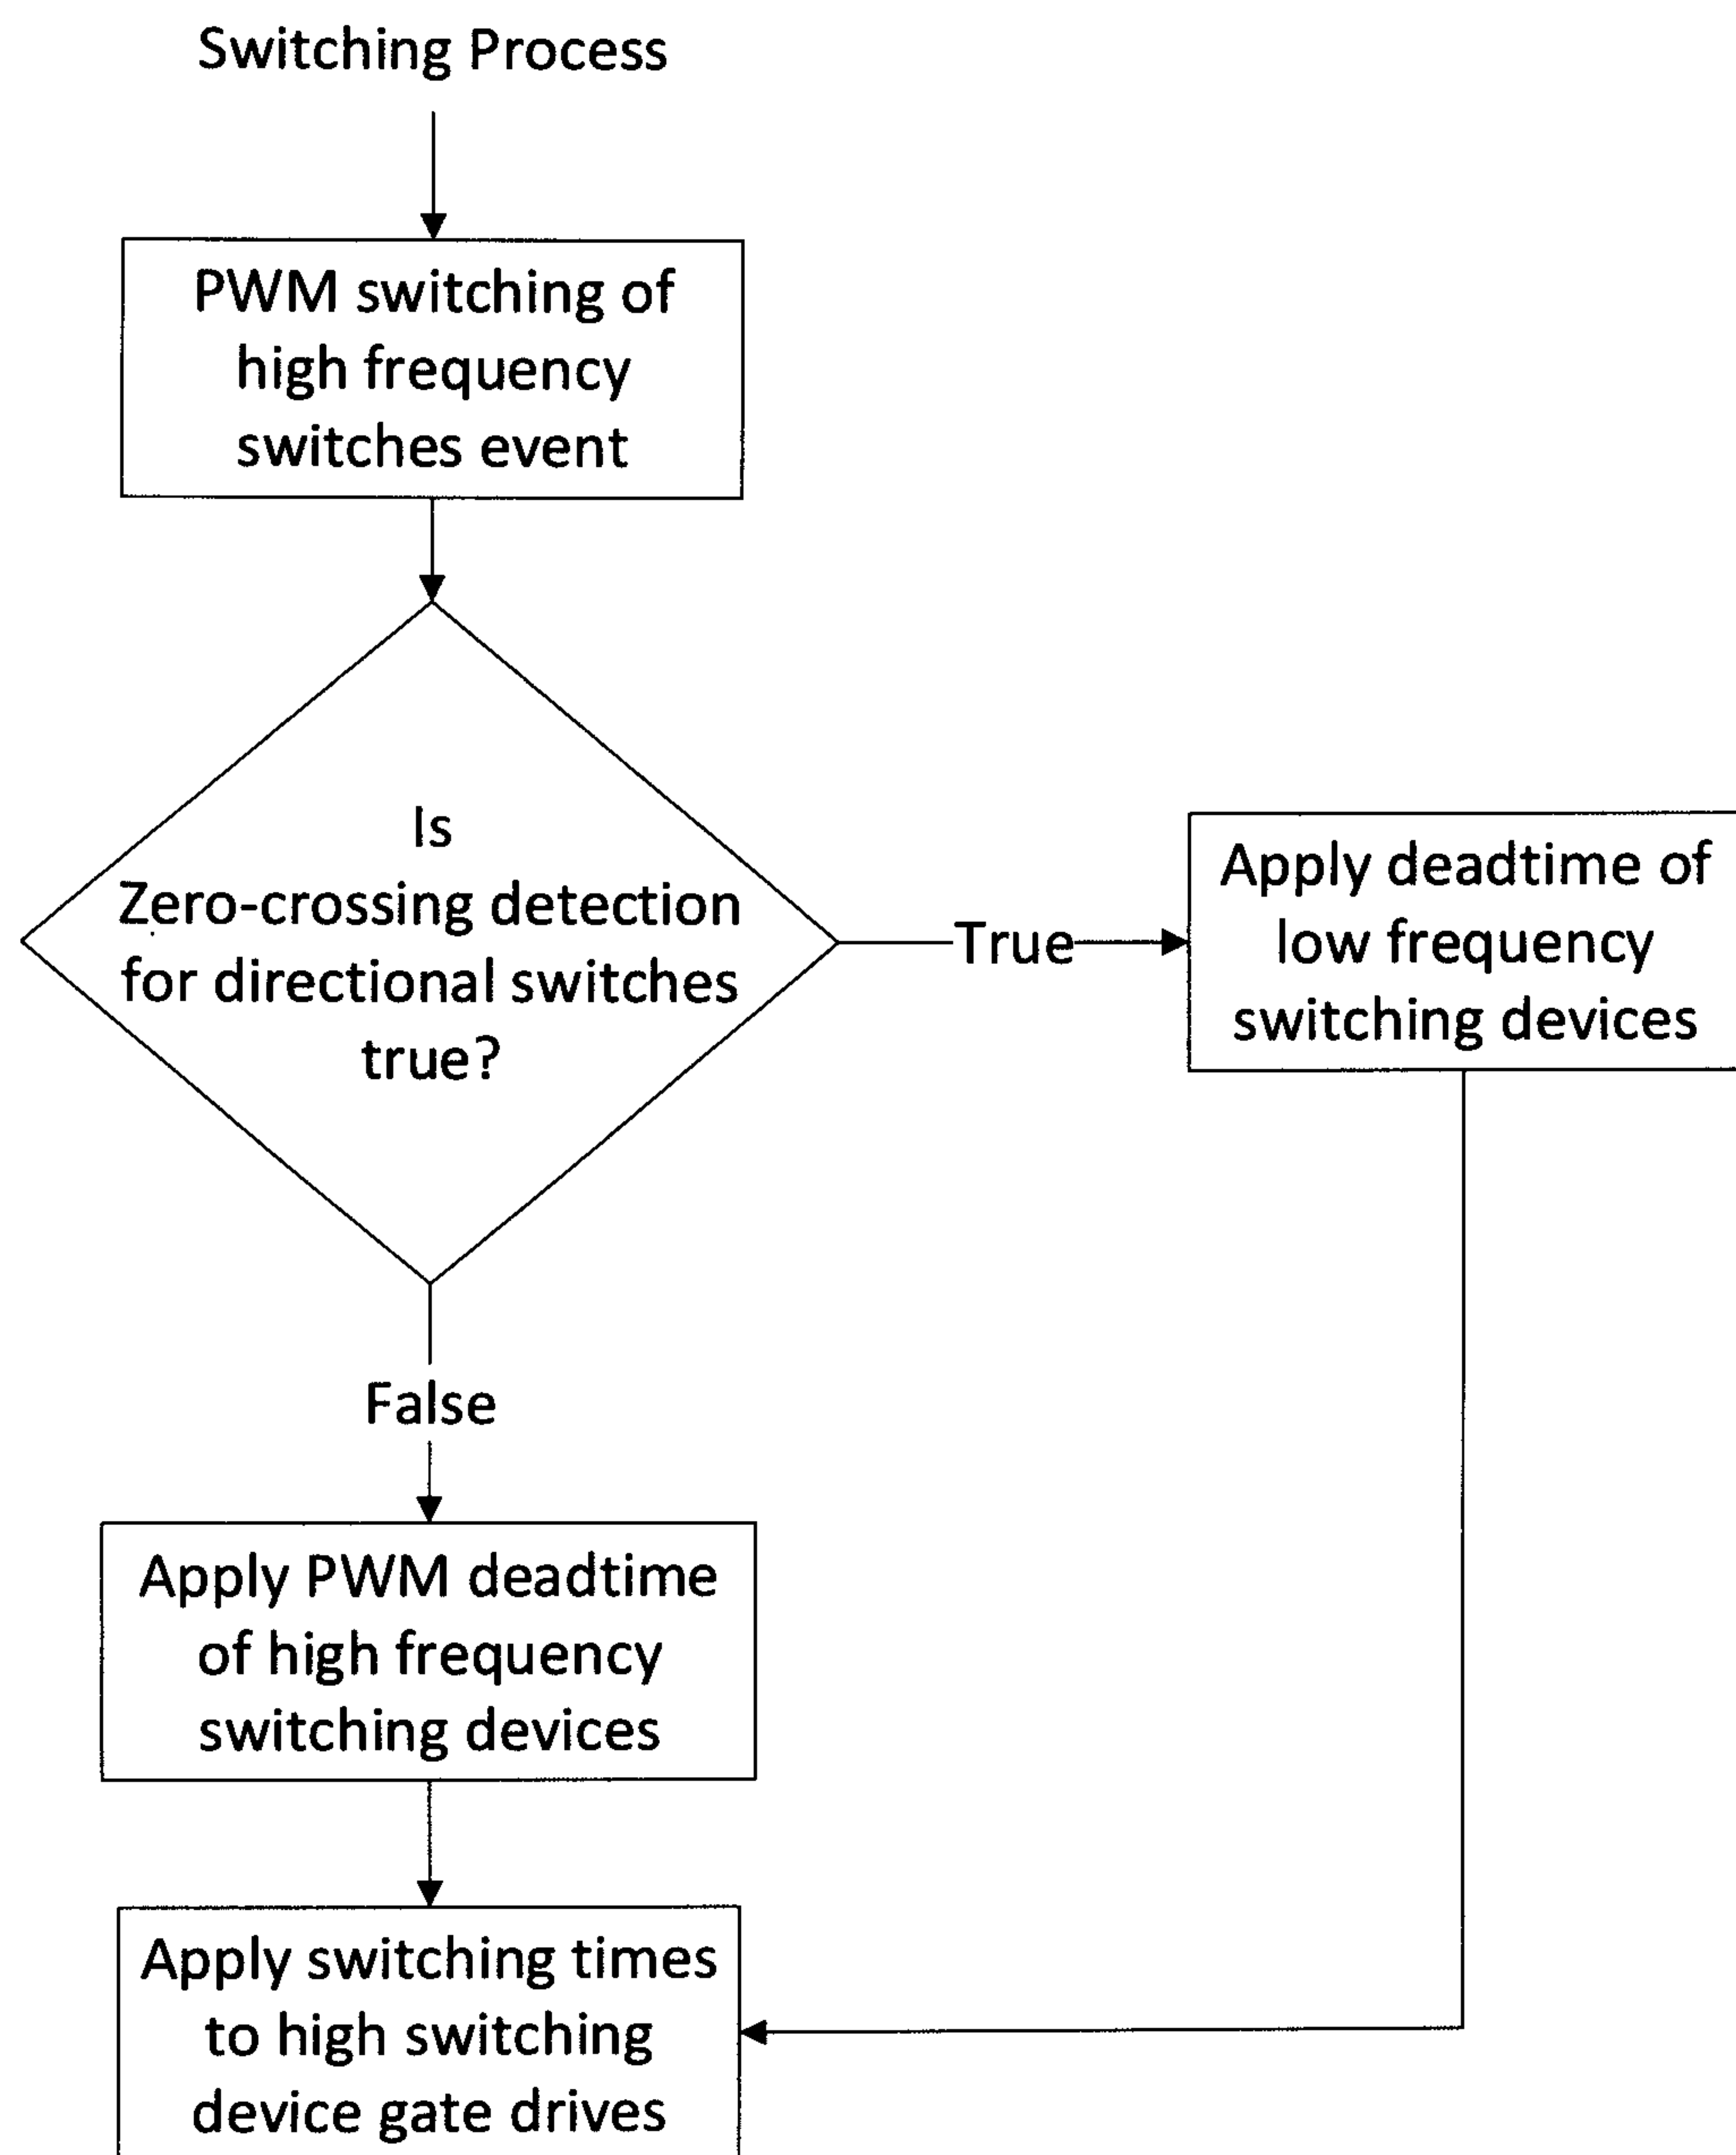 Switching Process
PWM switching of
high frequency
switches event
Is
Zero-crossing detection
for directional switches
true?
True
Apply deadtime of
low frequency
switching devices
False
Apply PWM deadtime
of high frequency
switching devices
Apply switching times
to high switching
device gate drives